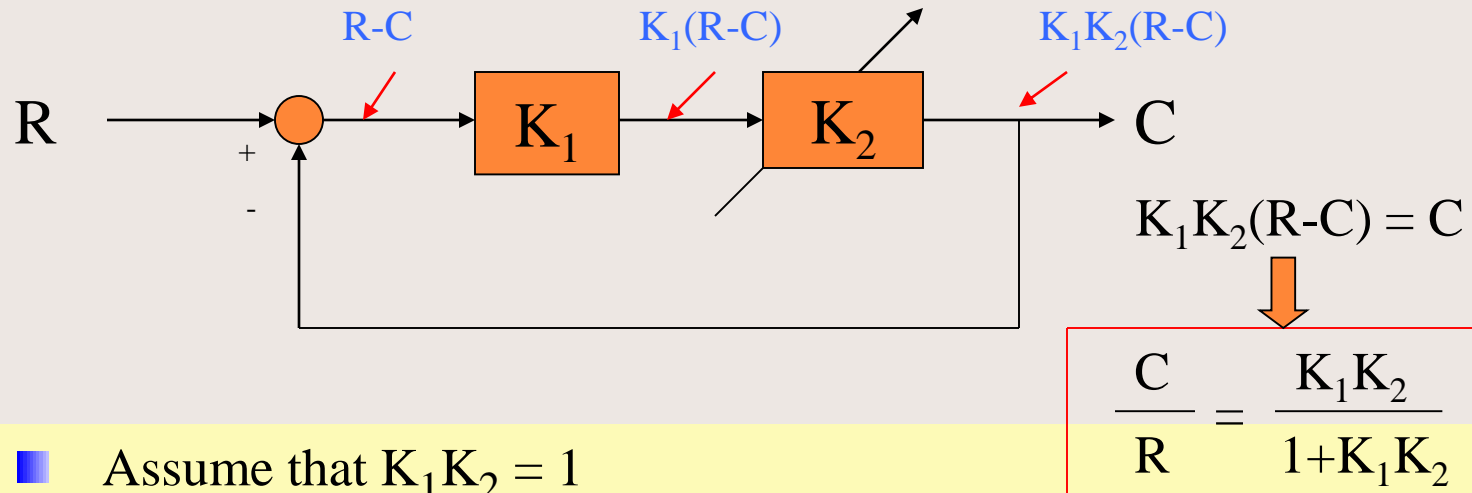 R-C K₁(R-C) K₁K₂(R-C)
R K₁ K₂ C
+
-
K₁K₂(R-C) = C
C/R = K₁K₂/1+K₁K₂
Assume that K₁K₂ = 1